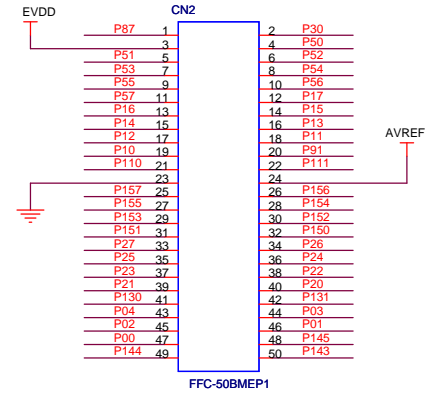 EVDD
CN2
P87 1 2 P30
3 4 P50
P51 5 6 P52
P53 7 8 P54
P55 9 10 P56
P57 11 12 P17
P16 13 14 P15
P14 15 16 P13
P12 17 18 P11
AVREF
P10 19 20 P91
P110 21 22 P111
23 24
P157 25 26 P156
P155 27 28 P154
P153 29 30 P152
P151 31 32 P150
P27 33 34 P26
P25 35 36 P24
P23 37 38 P22
P21 39 40 P20
P130 41 42 P131
P04 43 44 P03
P02 45 46 P01
P00 47 48 P145
P144 49 50 P143
FFC-50BMEP1